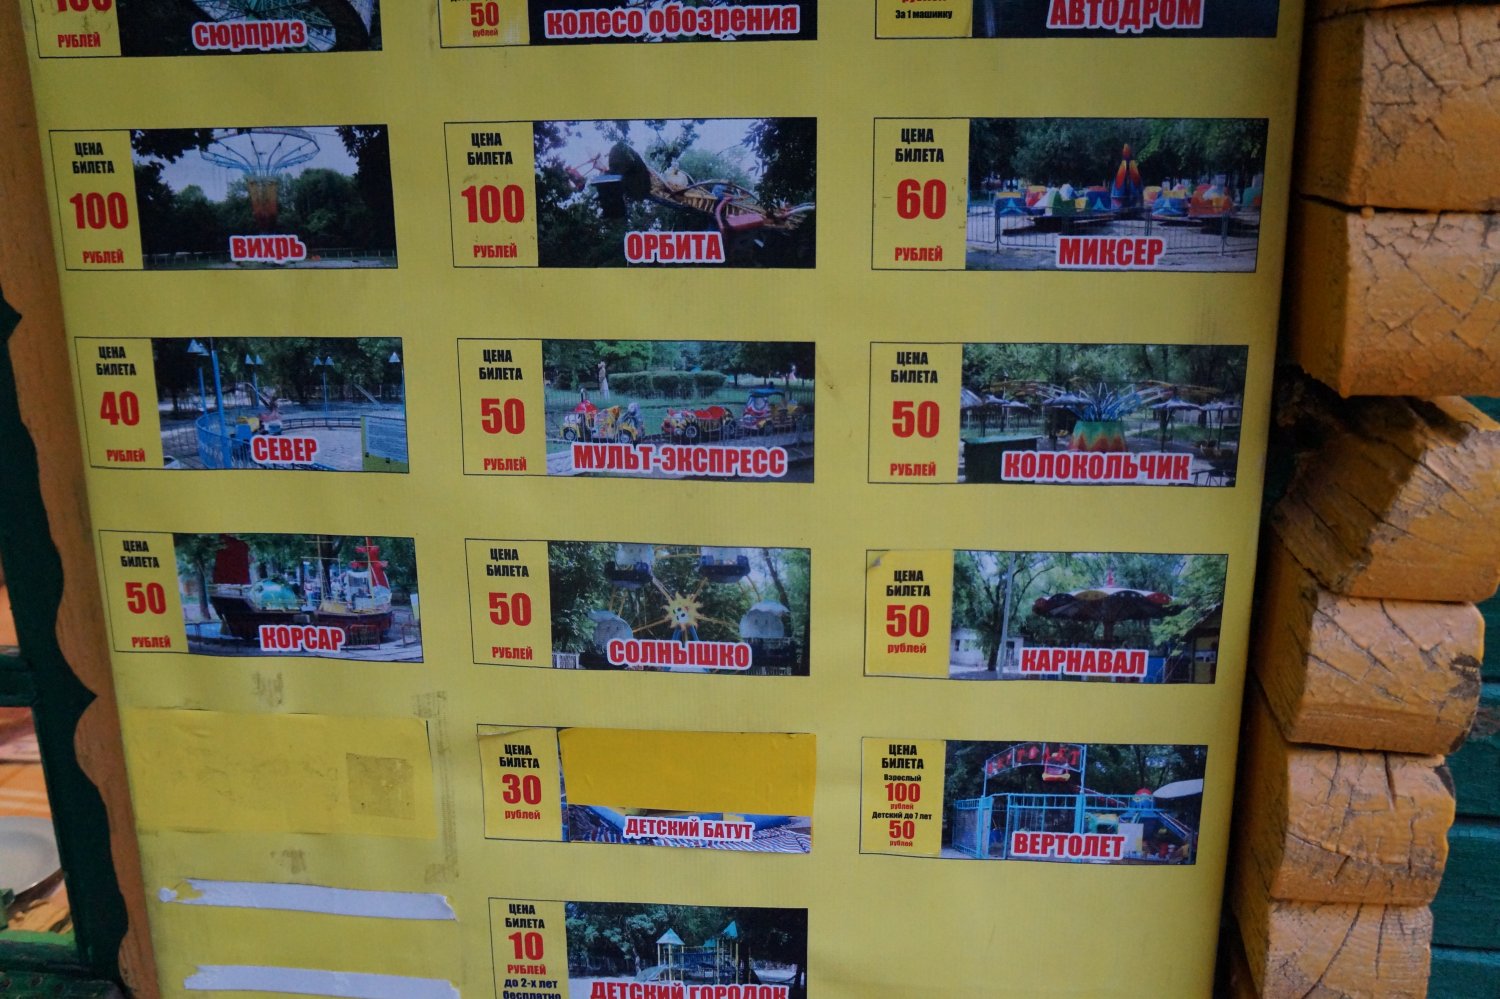 100
РУБЛЕЙ
сюрприз
50
рублей
колесо обозрения
За 1 машинку
АВТОДРОМ
ЦЕНА
БИЛЕТА
100
РУБЛЕЙ
ВИХРЬ
ЦЕНА
БИЛЕТА
100
РУБЛЕЙ
ОРБИТА
ЦЕНА
БИЛЕТА
60
РУБЛЕЙ
МИКСЕР
ЦЕНА
БИЛЕТА
40
РУБЛЕЙ
СЕВЕР
ЦЕНА
БИЛЕТА
50
РУБЛЕЙ
МУЛЬТ-ЭКСПРЕСС
ЦЕНА
БИЛЕТА
50
РУБЛЕЙ
КОЛОКОЛЬЧИК
ЦЕНА
БИЛЕТА
50
РУБЛЕЙ
КОРСАР
ЦЕНА
БИЛЕТА
50
РУБЛЕЙ
СОЛНЫШКО
ЦЕНА
БИЛЕТА
50
рублей
КАРНАВАЛ
ЦЕНА
БИЛЕТА
30
рублей
ДЕТСКИЙ БАТУТ
ЦЕНА
БИЛЕТА
Взрослый
100
рублей
Детский до 7 лет
50
рублей
ВЕРТОЛЕТ
ЦЕНА
БИЛЕТА
10
РУБЛЕЙ
до 2-х лет
бесплатно
ДЕТСКИЙ ГОРОДОК